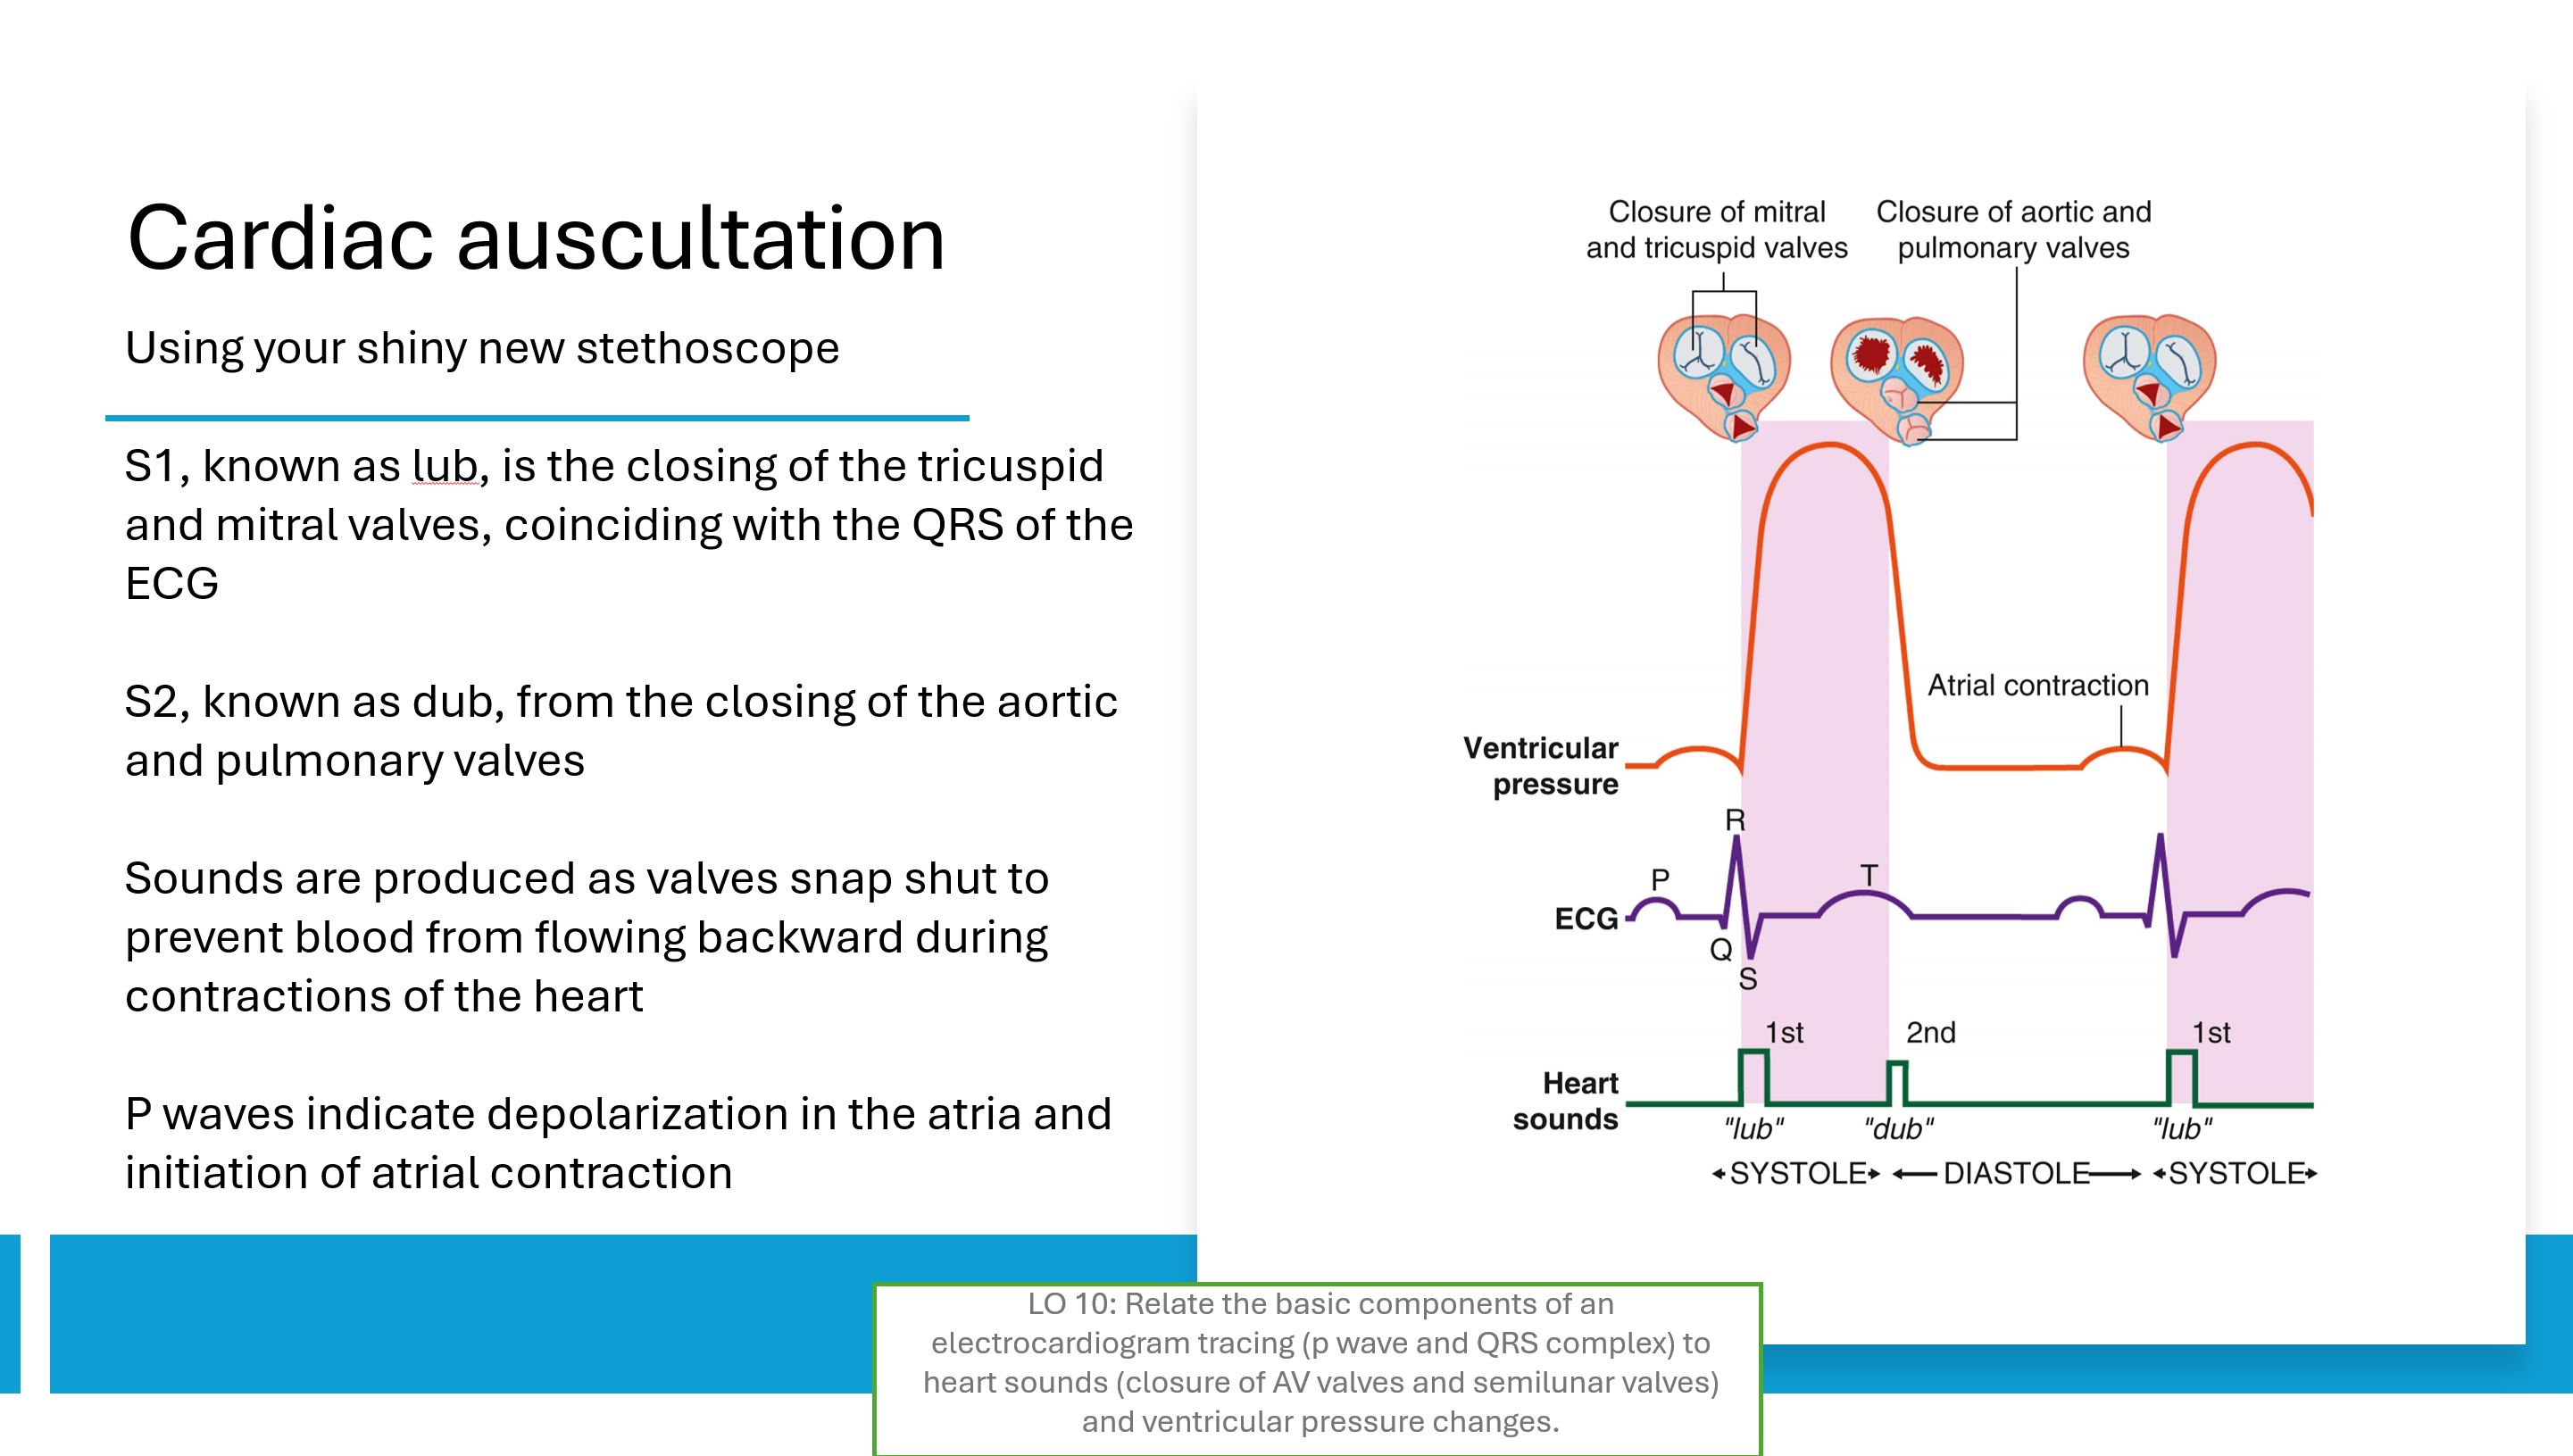 Cardiac auscultation
Using your shiny new stethoscope
S1, known as lub, is the closing of the tricuspid
and mitral valves, coinciding with the QRS of the
ECG
S2, known as dub, from the closing of the aortic
and pulmonary valves
Sounds are produced as valves snap shut to
prevent blood from flowing backward during
contractions of the heart
P waves indicate depolarization in the atria and
initiation of atrial contraction
Closure of mitral
and tricuspid valves
Closure of aortic and
pulmonary valves
Atrial contraction
Ventricular
pressure
R
P
T
ECG
Q
S
1st
2nd
1st
Heart
sounds
"lub"
"dub"
"lub"
SYSTOLE
DIASTOLE
SYSTOLE
LO 10: Relate the basic components of an
electrocardiogram tracing (p wave and QRS complex) to
heart sounds (closure of AV valves and semilunar valves)
and ventricular pressure changes.